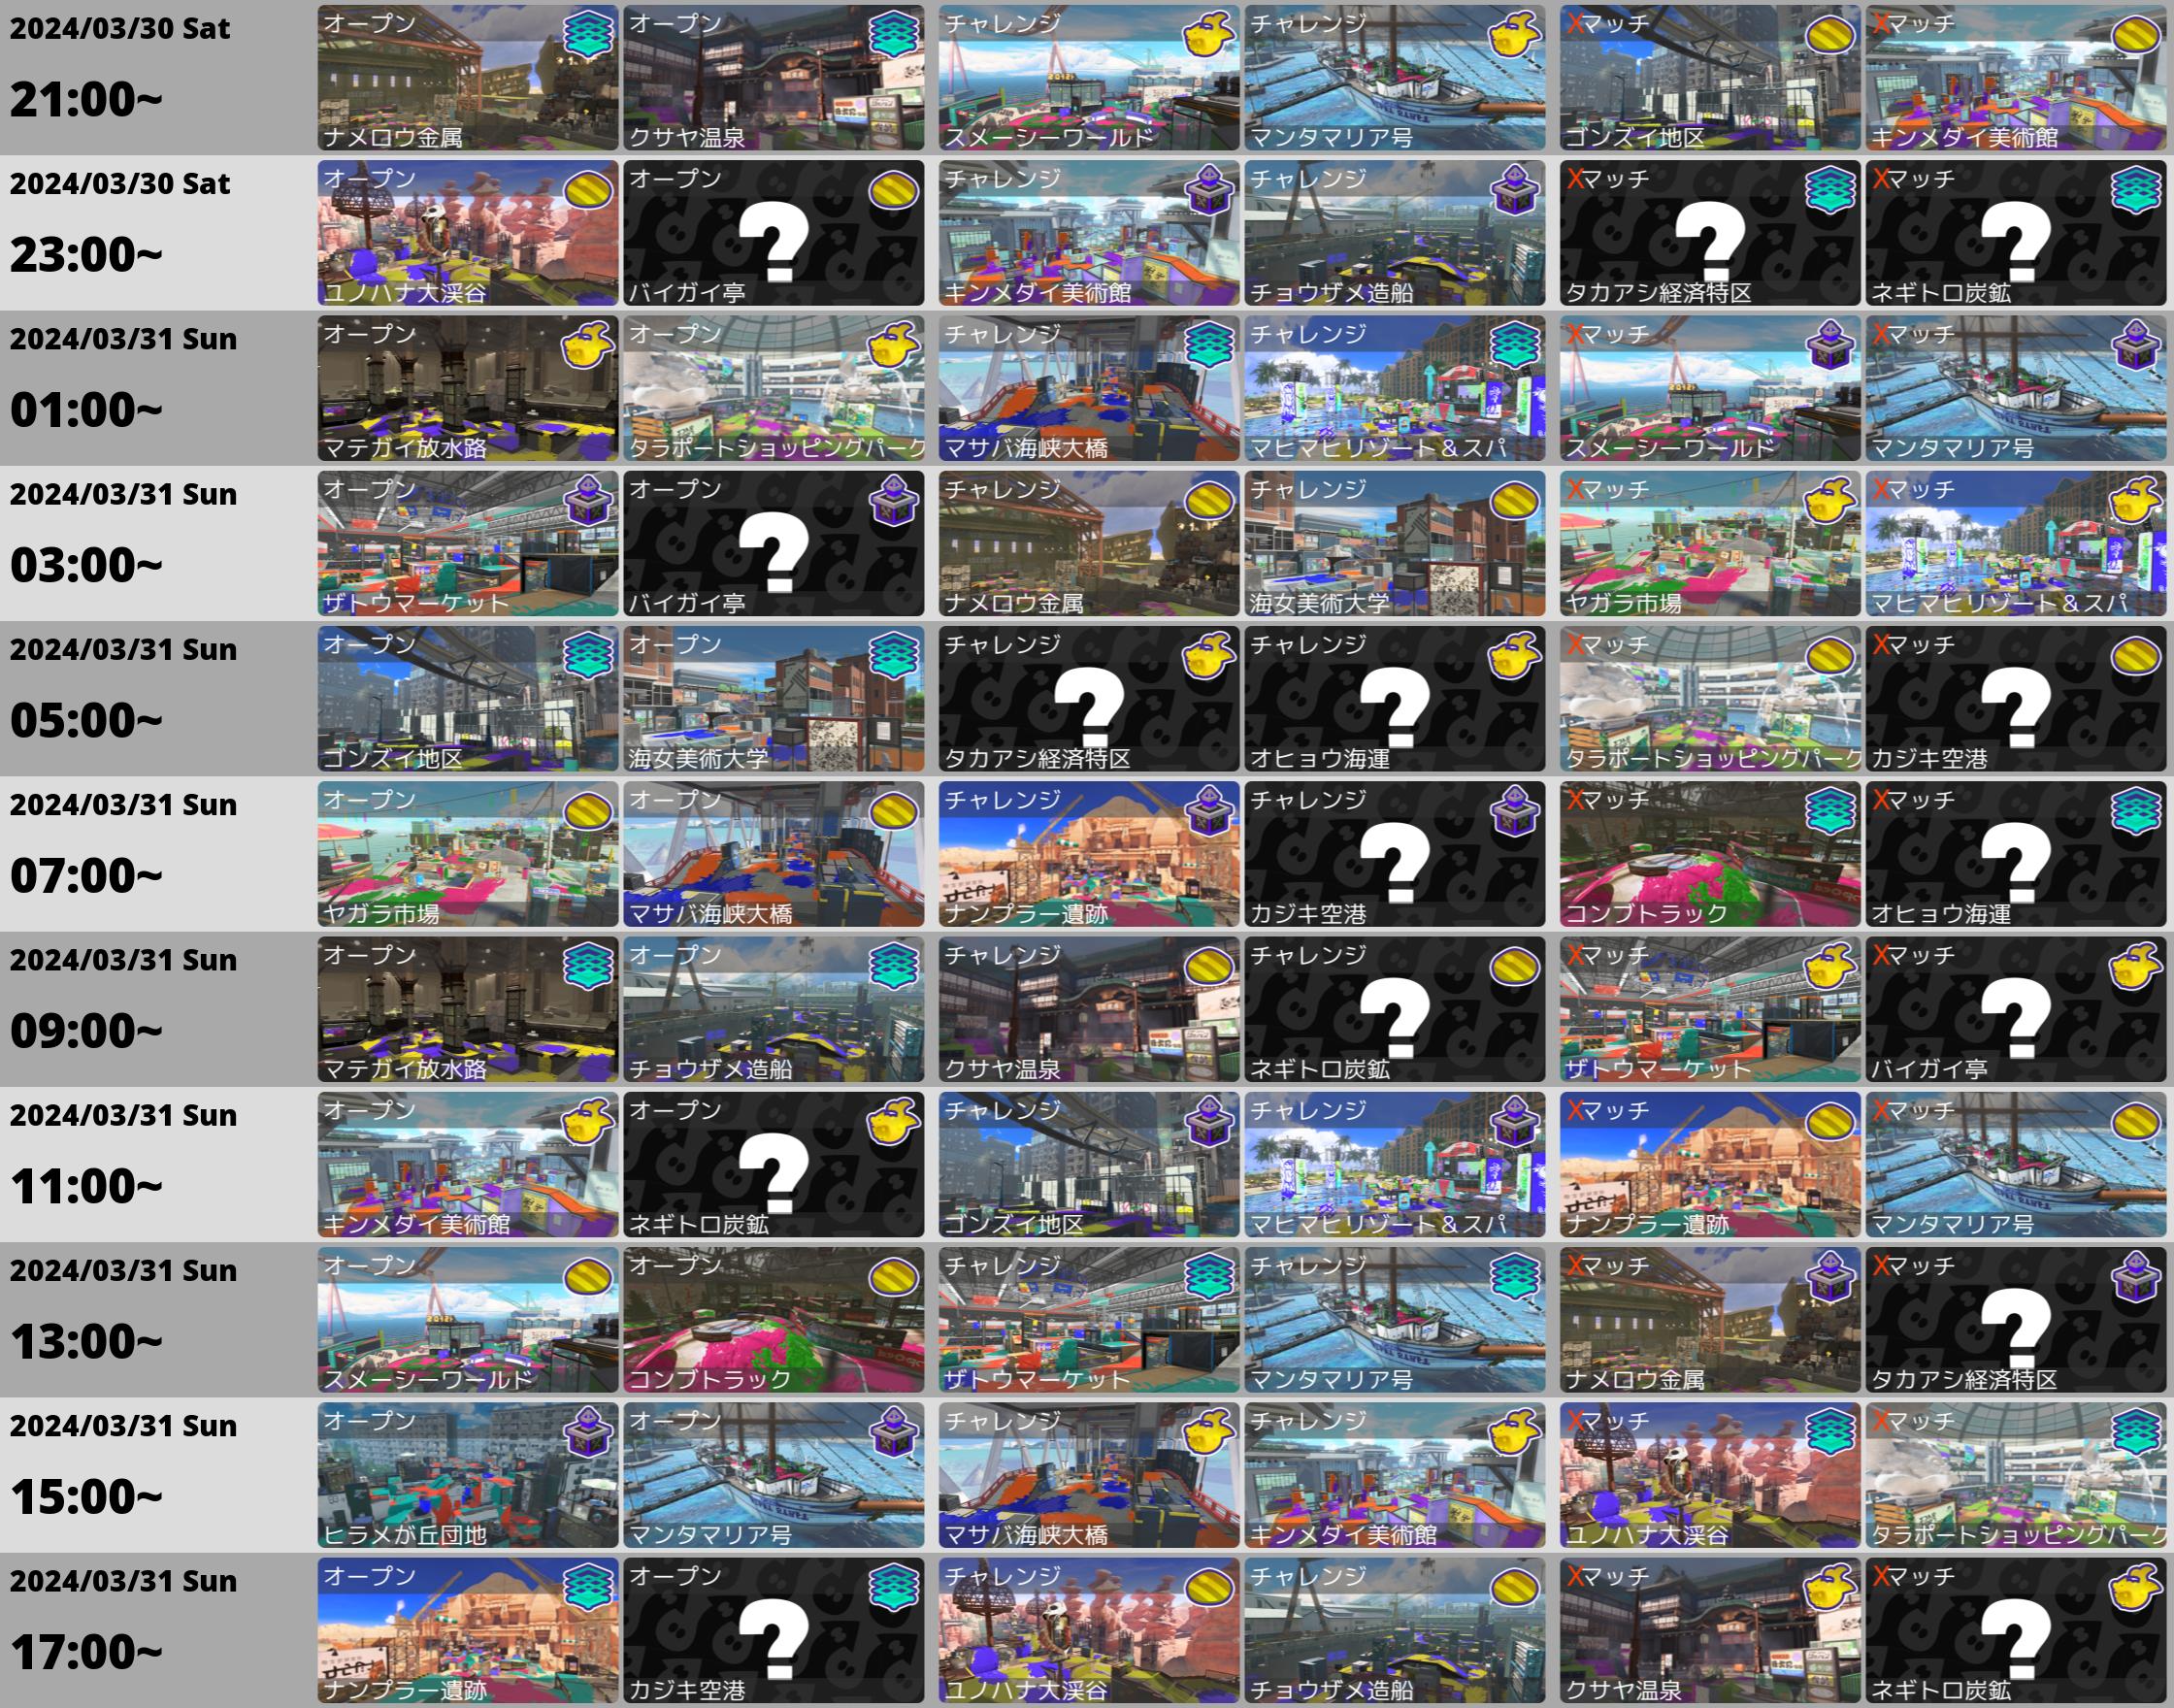 2024/03/30 Sat
21:00~
オープン オープン チャレンジ チャレンジ Xマッチ Xマッチ
ナメロウ金属 クサヤ温泉 スメーシーワールド マンタマリア号 ゴンズイ地区 キンメダイ美術館
2024/03/30 Sat
23:00~
オープン オープン チャレンジ チャレンジ Xマッチ Xマッチ
? ? ?
ユノハナ大渓谷 バイガイ亭 キンメダイ美術館 チョウザメ造船 タカアシ経済特区 ネギトロ炭鉱
2024/03/31 Sun
01:00~
オープン オープン チャレンジ チャレンジ Xマッチ Xマッチ
マテガイ放水路 タラポートショッピングパーク マサバ海峡大橋 マヒマヒリゾート＆スパ スメーシーワールド マンタマリア号
2024/03/31 Sun
03:00~
オープン オープン チャレンジ チャレンジ Xマッチ Xマッチ
?
ザトウマーケット バイガイ亭 ナメロウ金属 海女美術大学 ヤガラ市場 マヒマヒリゾート＆スパ
2024/03/31 Sun
05:00~
オープン オープン チャレンジ チャレンジ Xマッチ Xマッチ
? ? ?
ゴンズイ地区 海女美術大学 タカアシ経済特区 オヒョウ海運 タラポートショッピングパーク カジキ空港
2024/03/31 Sun
07:00~
オープン オープン チャレンジ チャレンジ Xマッチ Xマッチ
? ?
ヤガラ市場 マサバ海峡大橋 ナンプラー遺跡 カジキ空港 コンブトラック オヒョウ海運
2024/03/31 Sun
09:00~
オープン オープン チャレンジ チャレンジ Xマッチ Xマッチ
? ?
マテガイ放水路 チョウザメ造船 クサヤ温泉 ネギトロ炭鉱 ザトウマーケット バイガイ亭
2024/03/31 Sun
11:00~
オープン オープン チャレンジ チャレンジ Xマッチ Xマッチ
?
キンメダイ美術館 ネギトロ炭鉱 ゴンズイ地区 マヒマヒリゾート＆スパ ナンプラー遺跡 マンタマリア号
2024/03/31 Sun
13:00~
オープン オープン チャレンジ チャレンジ Xマッチ Xマッチ
?
スメーシーワールド コンブトラック ザトウマーケット マンタマリア号 ナメロウ金属 タカアシ経済特区
2024/03/31 Sun
15:00~
オープン オープン チャレンジ チャレンジ Xマッチ Xマッチ
ヒラメが丘団地 マンタマリア号 マサバ海峡大橋 キンメダイ美術館 ユノハナ大渓谷 タラポートショッピングパーク
2024/03/31 Sun
17:00~
オープン オープン チャレンジ チャレンジ Xマッチ Xマッチ
? ?
ナンプラー遺跡 カジキ空港 ユノハナ大渓谷 チョウザメ造船 クサヤ温泉 ネギトロ炭鉱